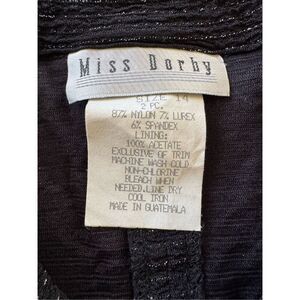 Miss Dorby
SIZE 14
2 PC.
87% NYLON 7% LUREX
6% SPANDEX
LINING:
100% ACETATE
EXCLUSIVE OF TRIM
MACHINE WASH COLD
NON-CHLORINE
BLEACH WHEN
NEEDED.LINE DRY
COOL IRON
MADE IN GUATEMALA